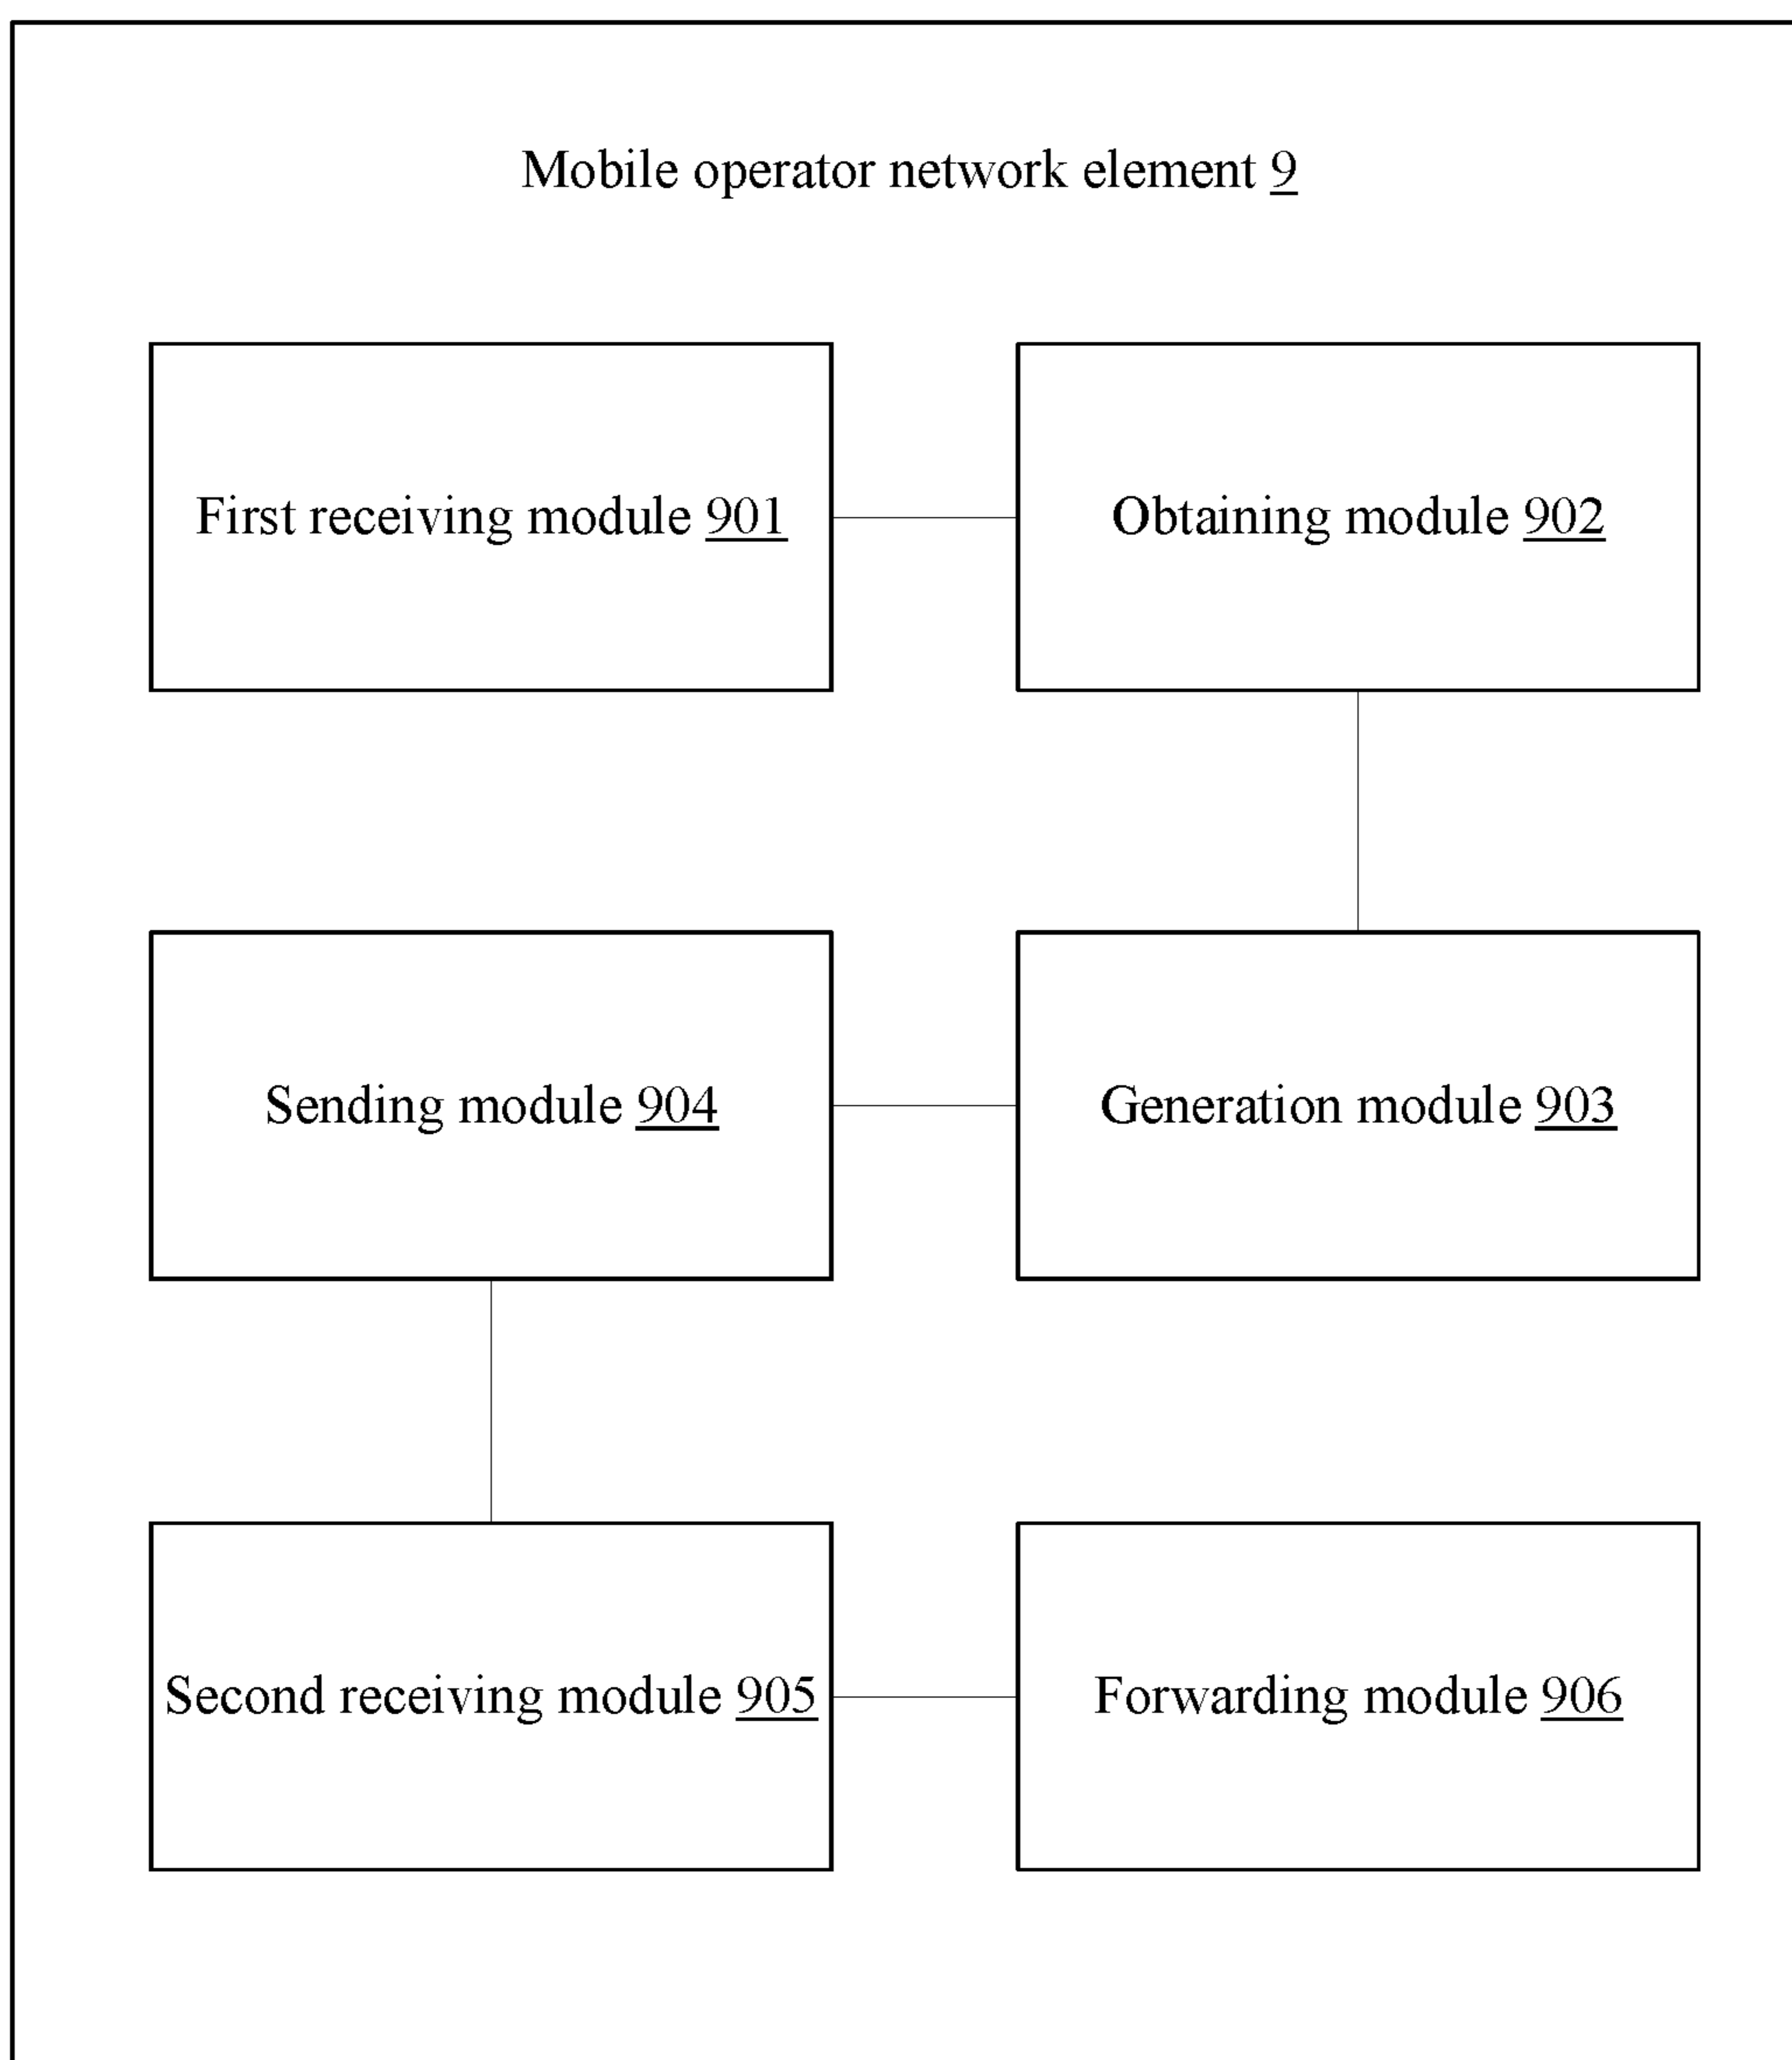 Mobile operator network element 9
First receiving module 901
Obtaining module 902
Sending module 904
Generation module 903
Second receiving module 905
Forwarding module 906